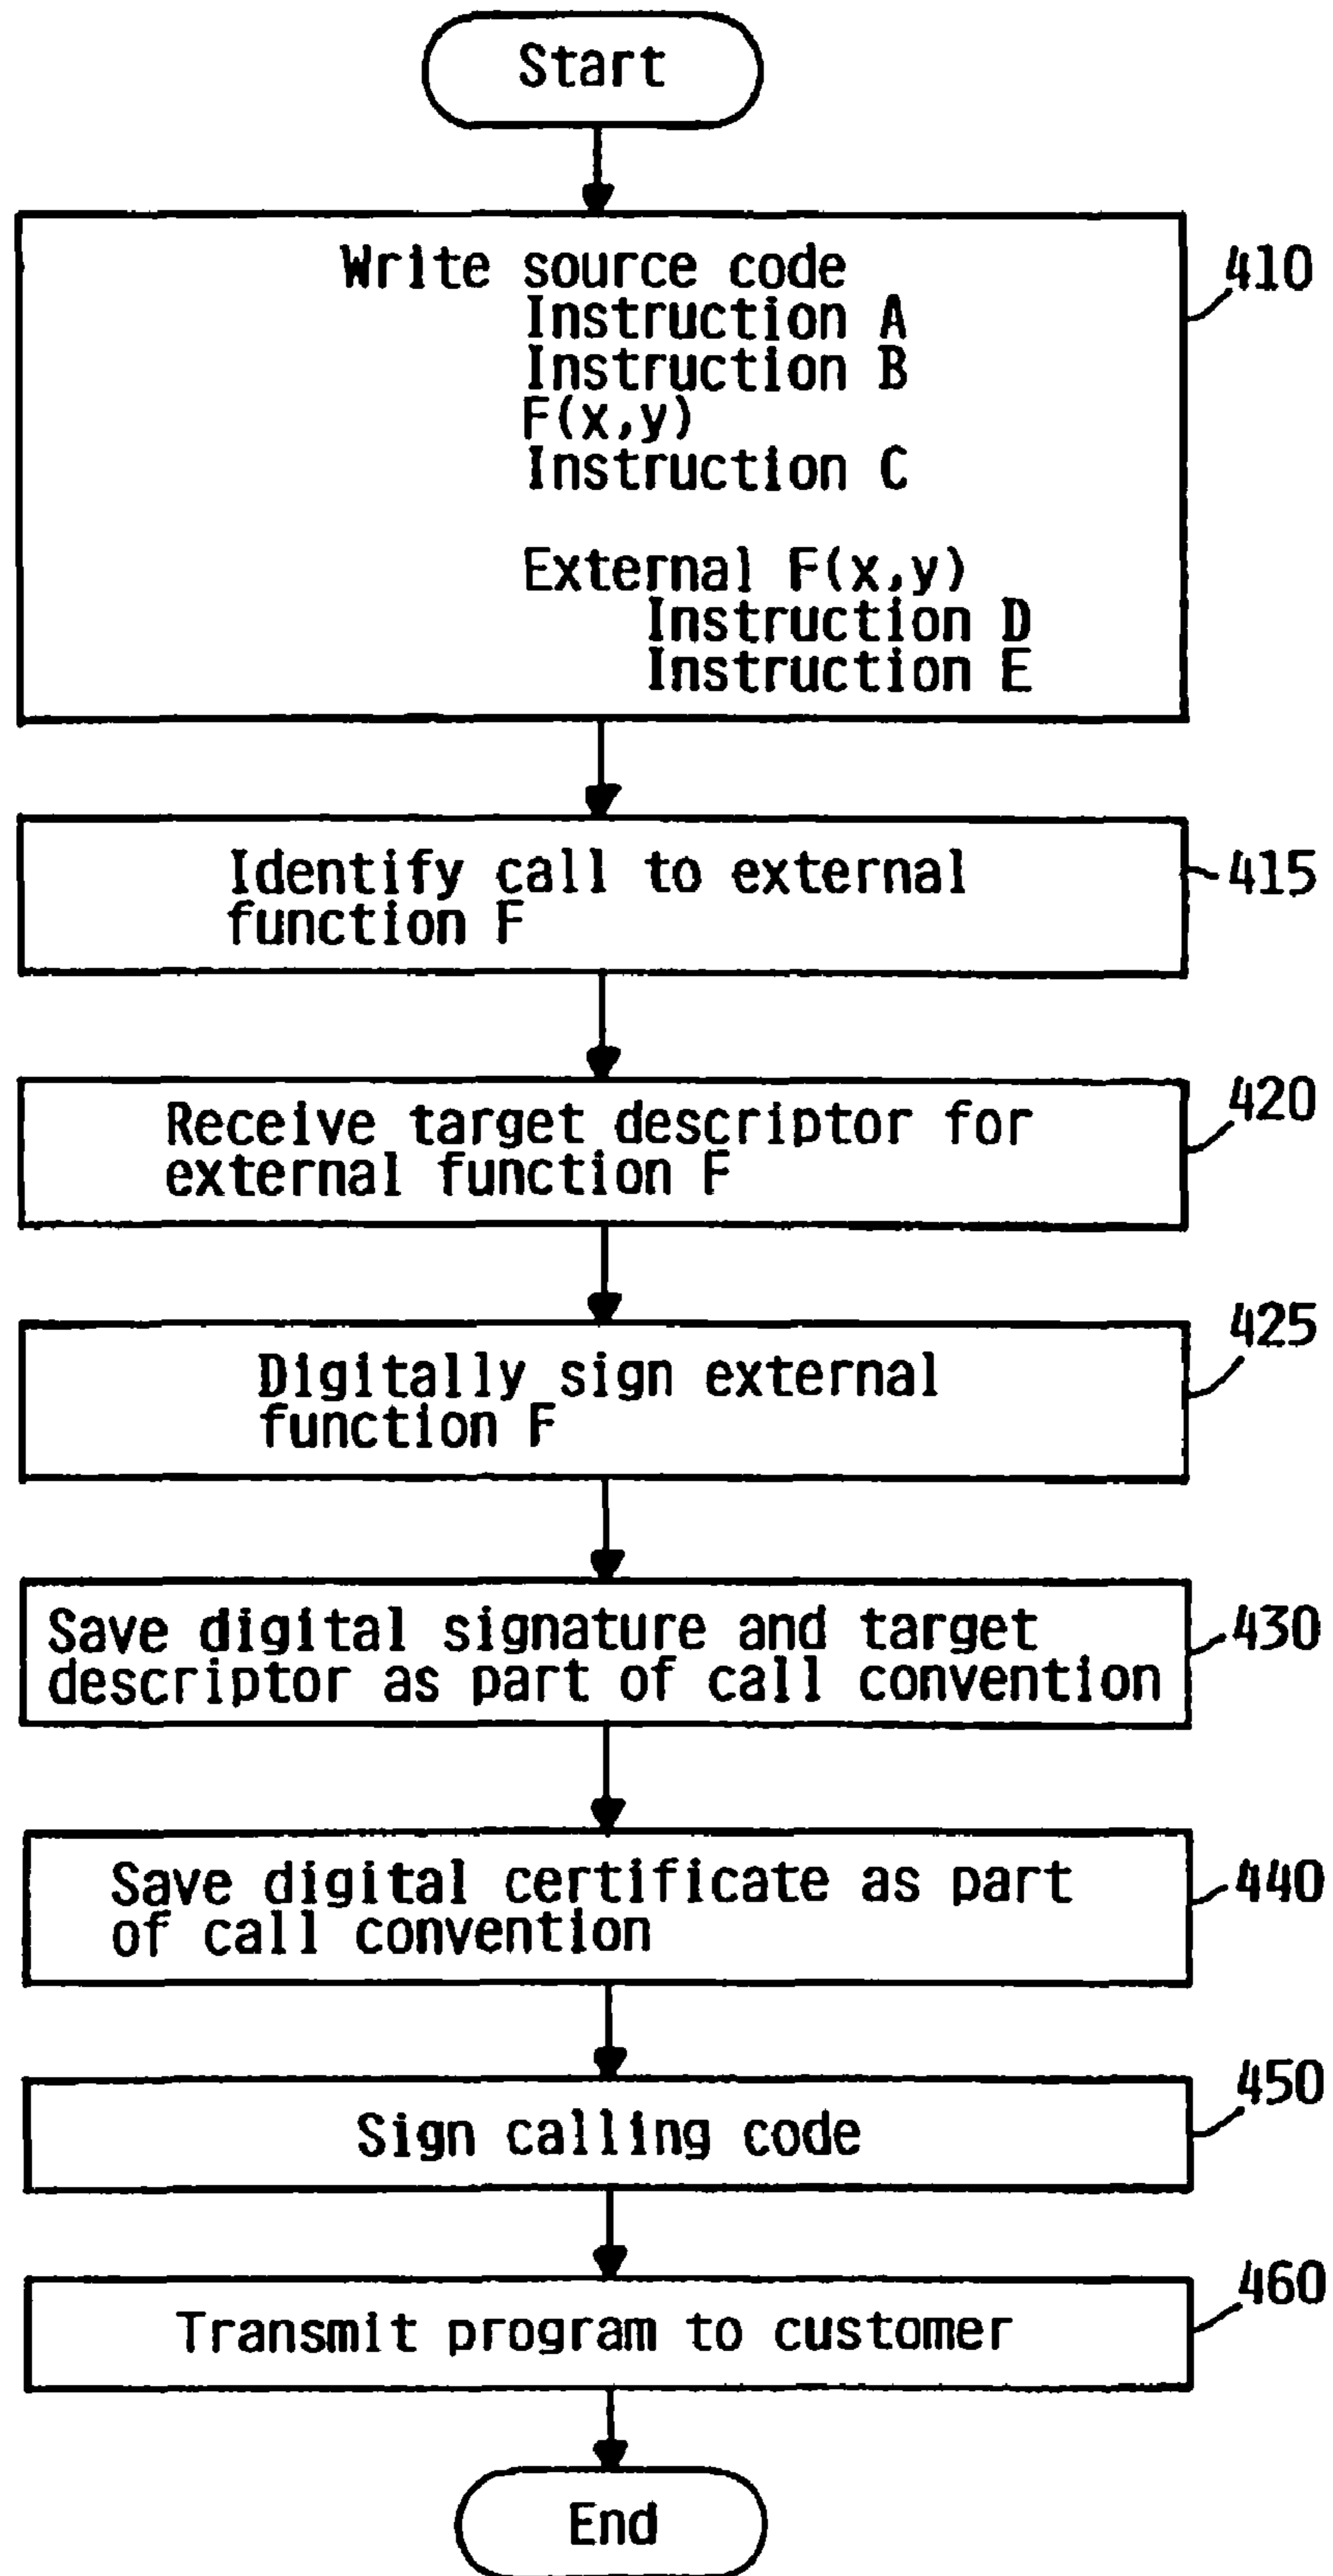 Start
Write source code
Instruction A
Instruction B
F(x,y)
Instruction C
External F(x,y)
Instruction D
Instruction E
410
Identify call to external
function F
415
Receive target descriptor for
external function F
420
Digitally sign external
function F
425
Save digital signature and target
descriptor as part of call convention
430
Save digital certificate as part
of call convention
440
Sign calling code
450
Transmit program to customer
460
End